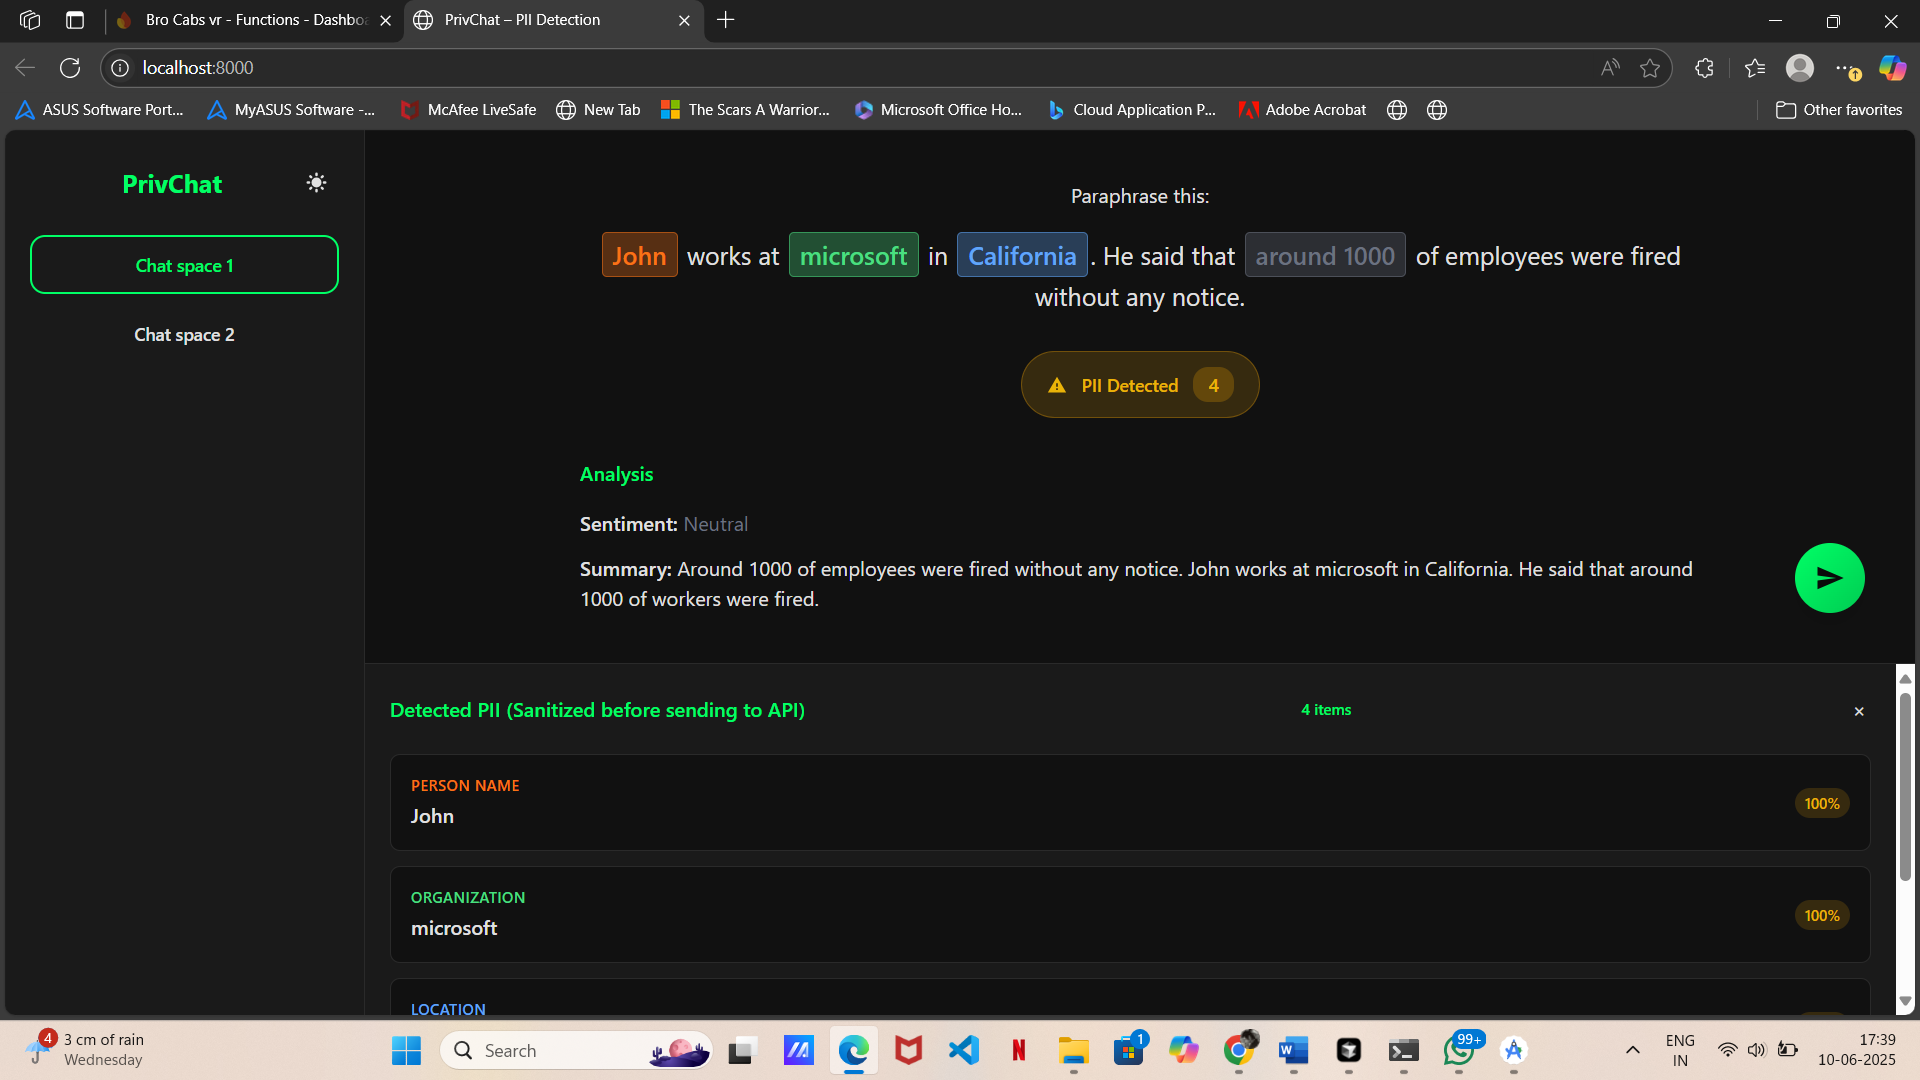 Bro Cabs vr - Functions - Dashbo
PrivChat – PII Detection
localhost:8000
ASUS Software Port...
MyASUS Software -...
McAfee LiveSafe
New Tab
The Scars A Warrior...
Microsoft Office Ho...
Cloud Application P...
Adobe Acrobat
Other favorites
PrivChat
Chat space 1
Chat space 2
Paraphrase this:
John works at microsoft in California . He said that around 1000 of employees were fired
without any notice.
PII Detected 4
Analysis
Sentiment: Neutral
Summary: Around 1000 of employees were fired without any notice. John works at microsoft in California. He said that around
1000 of workers were fired.
Detected PII (Sanitized before sending to API)
4 items
×
PERSON NAME
John
100%
ORGANIZATION
microsoft
100%
LOCATION
4
3 cm of rain
Wednesday
Search
1
99+
ENG
IN
17:39
10-06-2025